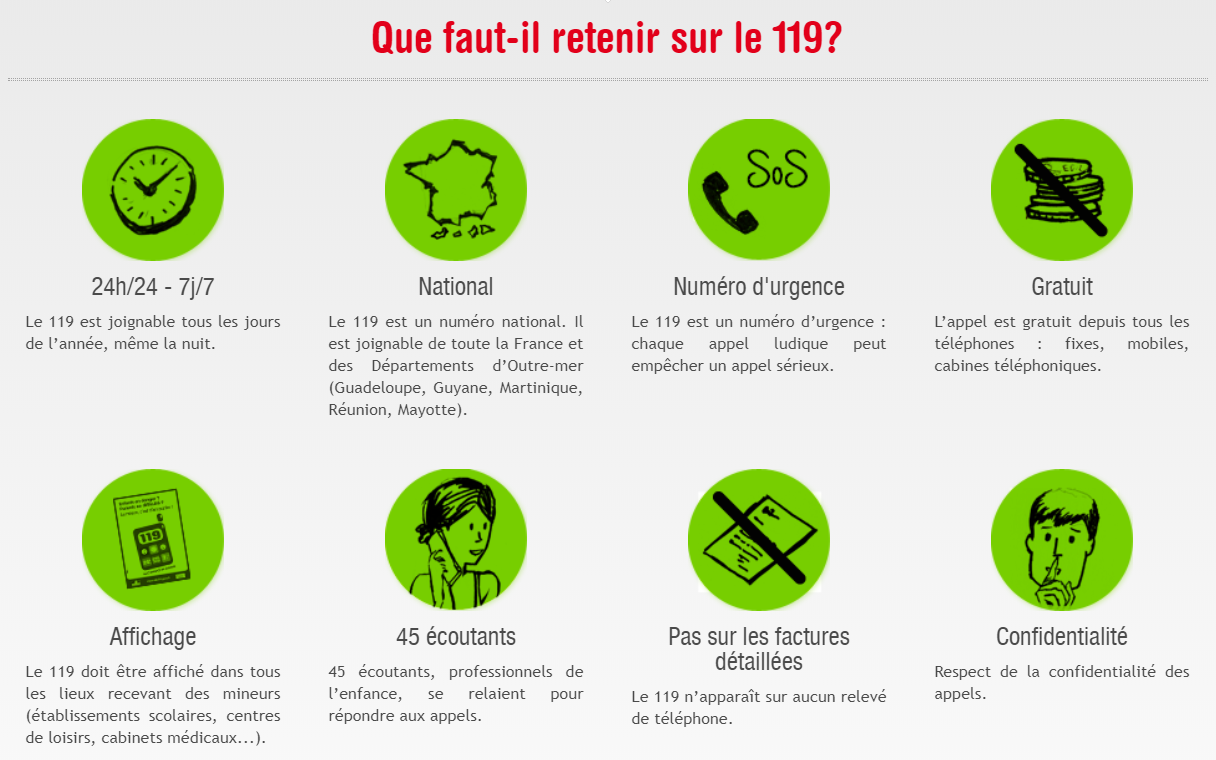 Que faut-il retenir sur le 119?
SoS
24h/24 - 7j/7
Le 119 est joignable tous les jours
de l’année, même la nuit.
National
Le 119 est un numéro national. Il
est joignable de toute la France et
des Départements d’Outre-mer
(Guadeloupe, Guyane, Martinique,
Réunion, Mayotte).
Numéro d'urgence
Le 119 est un numéro d’urgence :
chaque appel ludique peut
empêcher un appel sérieux.
Gratuit
L’appel est gratuit depuis tous les
téléphones : fixes, mobiles,
cabines téléphoniques.
119
Affichage
Le 119 doit être affiché dans tous
les lieux recevant des mineurs
(établissements scolaires, centres
de loisirs, cabinets médicaux...).
45 écoutants
45 écoutants, professionnels de
l’enfance, se relaient pour
répondre aux appels.
Pas sur les factures
détaillées
Le 119 n’apparaît sur aucun relevé
de téléphone.
Confidentialité
Respect de la confidentialité des
appels.